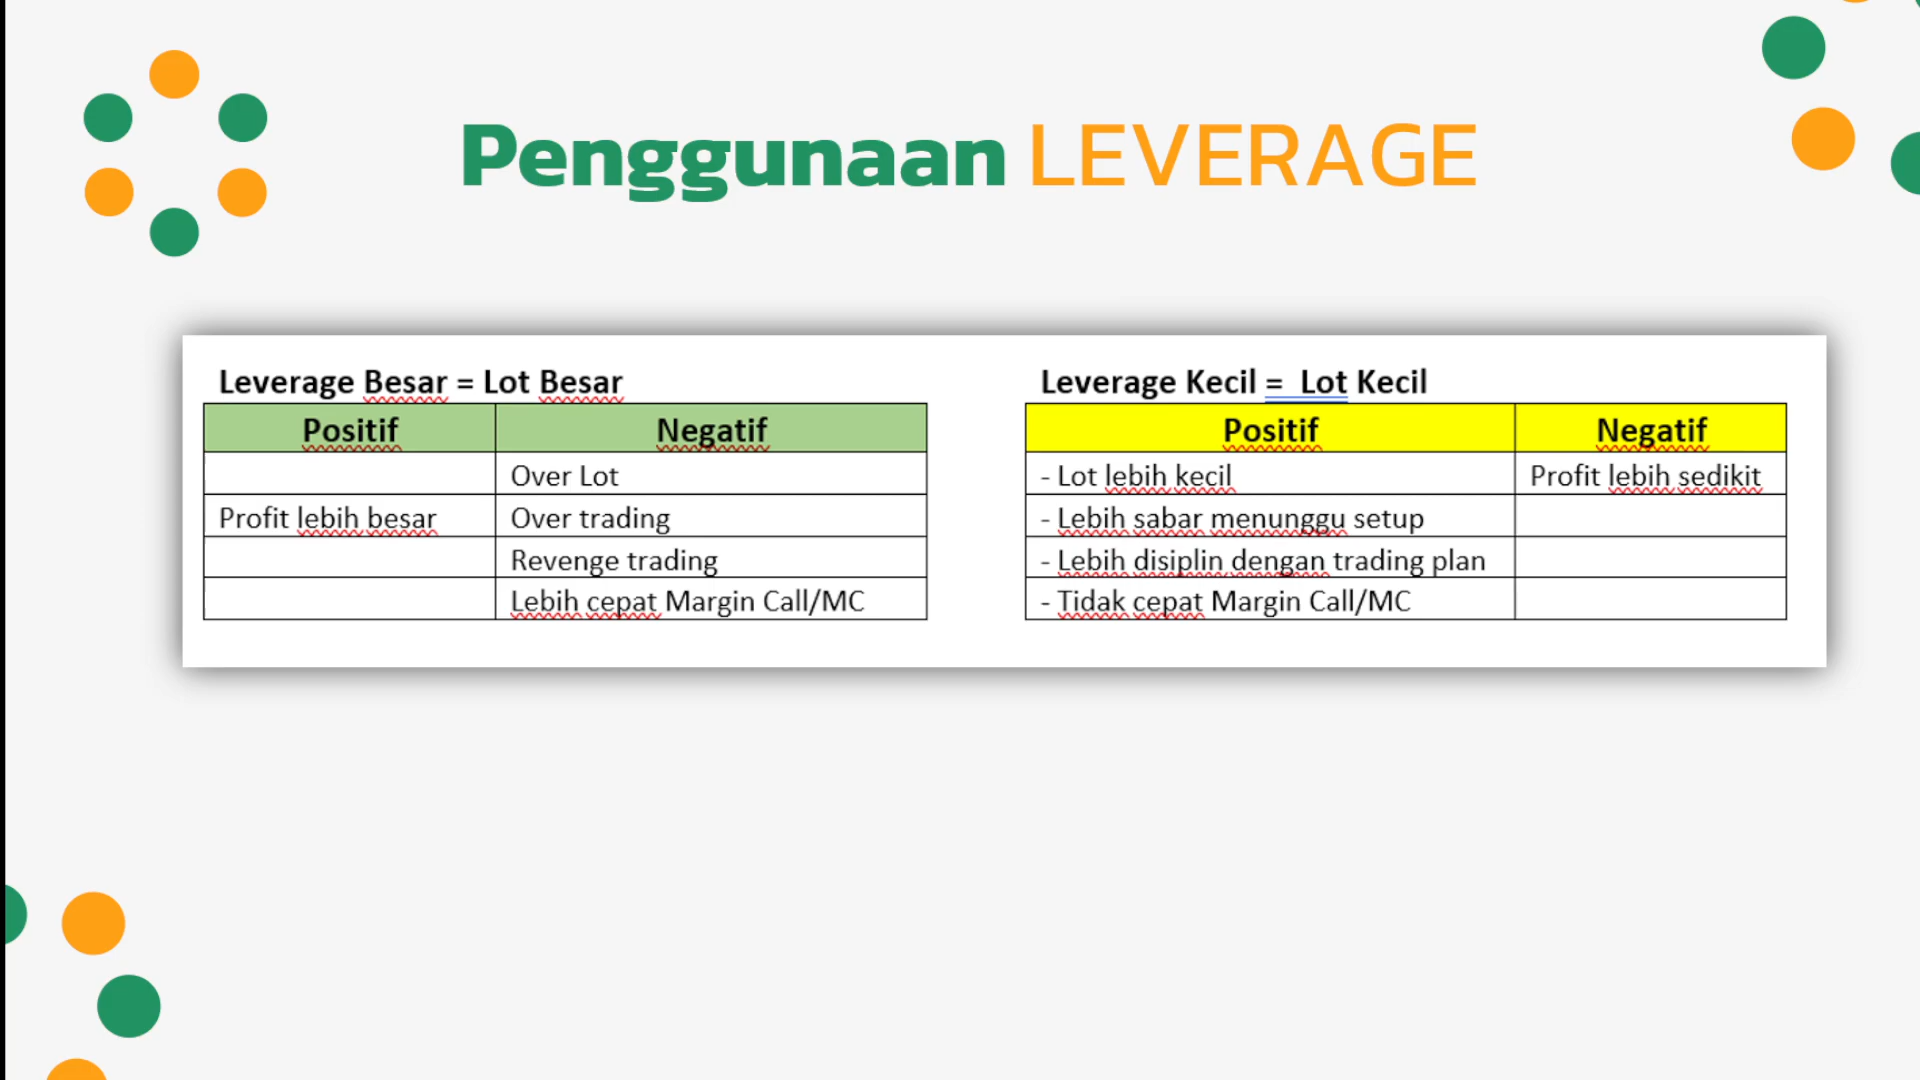 Penggunaan LEVERAGE
Leverage Besar = Lot Besar
Positif Negatif
Over Lot
Profit lebih besar Over trading
Revenge trading
Lebih cepat Margin Call/MC
Leverage Kecil = Lot Kecil
Positif Negatif
- Lot lebih kecil Profit lebih sedikit
- Lebih sabar menunggu setup
- Lebih disiplin dengan trading plan
- Tidak cepat Margin Call/MC